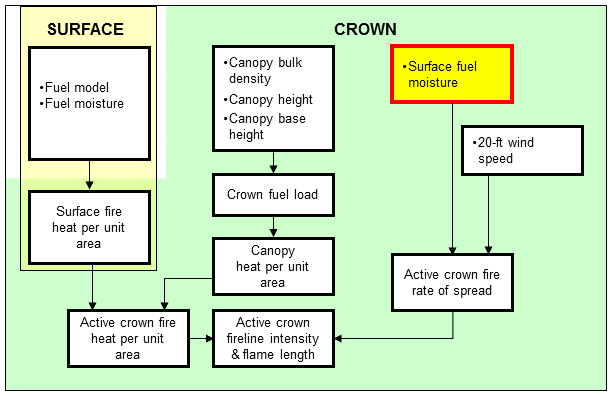 SURFACE
CROWN
•Fuel model
•Fuel moisture
•Canopy bulk
density
•Canopy height
•Canopy base
height
•Surface fuel
moisture
•20-ft wind
speed
Crown fuel load
Surface fire
heat per unit
area
Canopy
heat per unit
area
Active crown fire
rate of spread
Active crown fire
heat per unit
area
Active crown
fireline intensity
& flame length